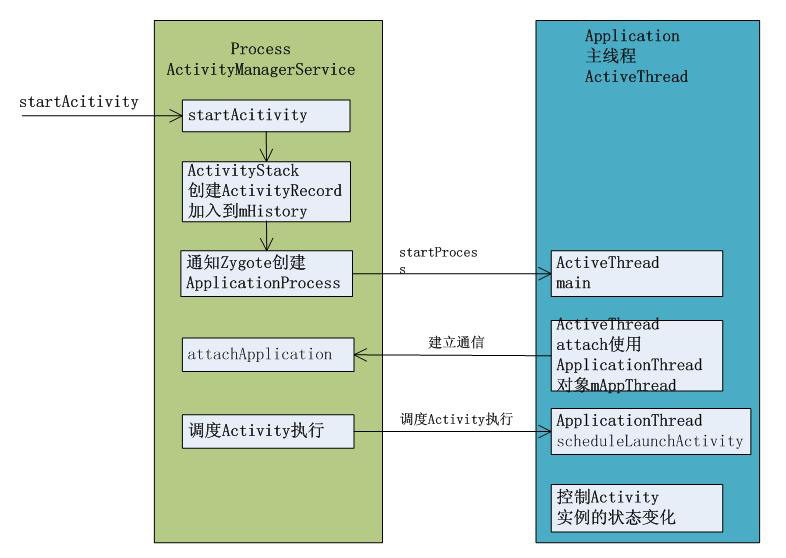 Process
ActivityManagerService
startAcitivity
startAcitivity
ActivityStack
创建ActivityRecord
加入到mHistory
通知Zygote创建
ApplicationProcess
attachApplication
调度Activity执行
startProces
s
建立通信
调度Activity执行
Application
主线程
ActiveThread
ActiveThread
main
ActiveThread
attach使用
ApplicationThread
对象mAppThread
ApplicationThread
scheduleLaunchActivity
控制Activity
实例的状态变化